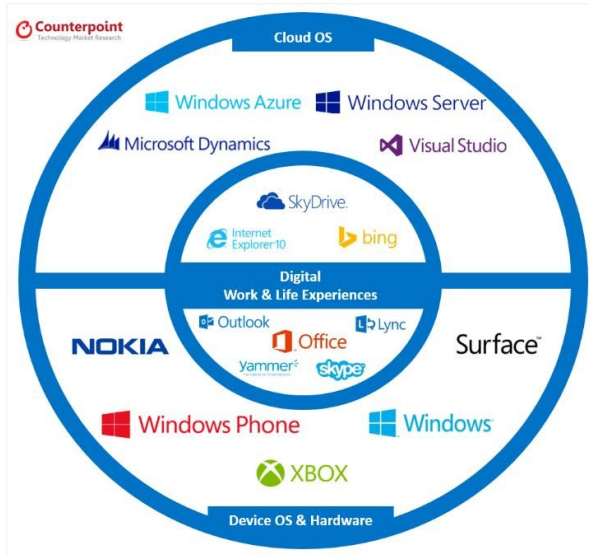 Counterpoint
Technology Market Research
Cloud OS
Windows Azure
Windows Server
Microsoft Dynamics
Visual Studio
SkyDrive
Internet
Explorer10
bing
Digital
Work & Life Experiences
Outlook
Lync
Office
yammer
skype
NOKIA
Surface™
Windows Phone
Windows
XBOX
Device OS & Hardware